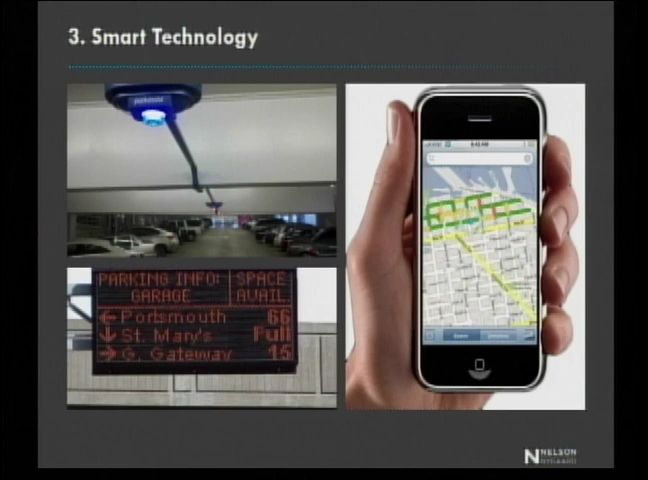 3. Smart Technology
PARKING INFO: SPACE
GARAGE AVAIL.
← Portsmouth 66
↓ St. Mary's Full
→ G. Gateway 15
NELSON
NYGAARD